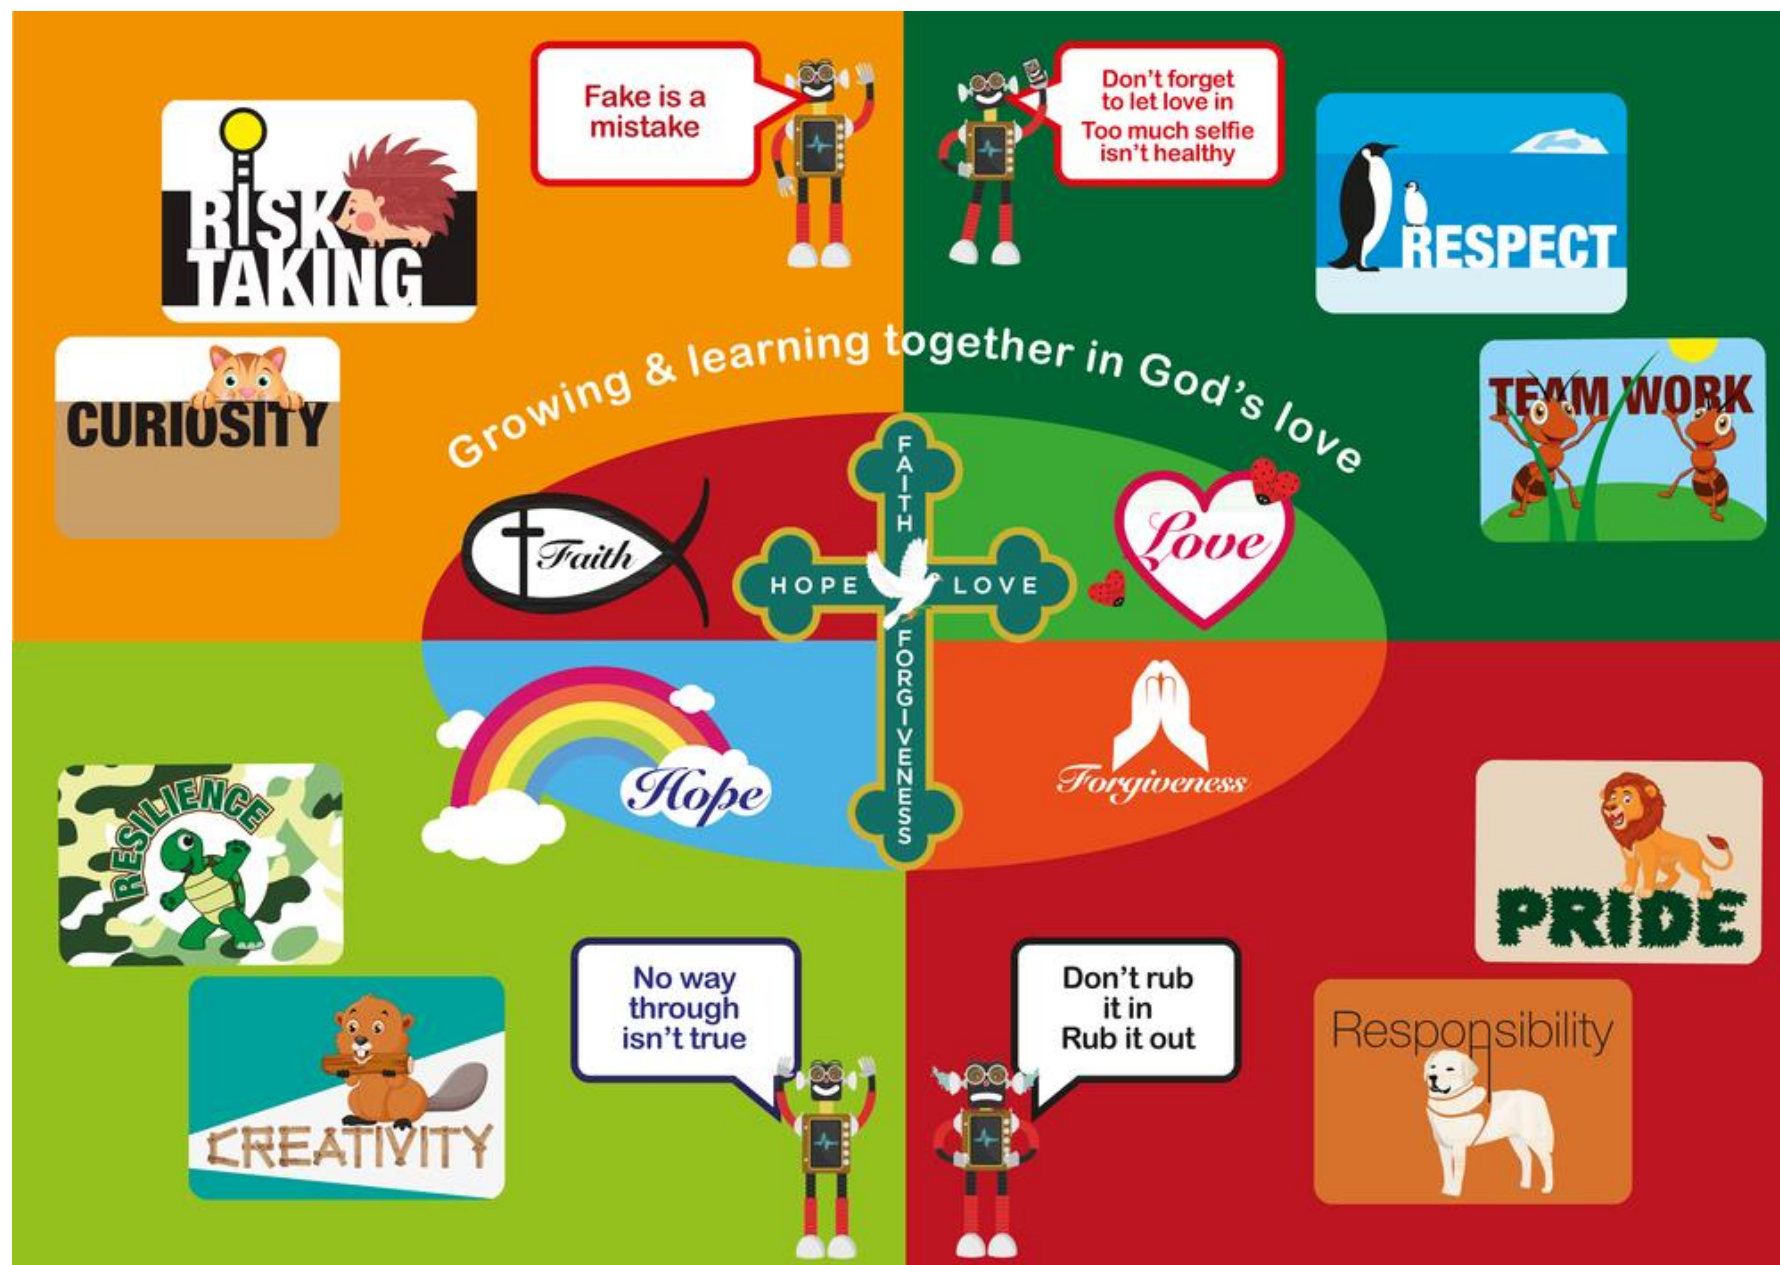 Fake is a
mistake
Don't forget
to let love in
Too much selfie
isn't healthy
RISK
TAKING
RESPECT
CURIOSITY
TEAM WORK
Growing & learning together in God's love
FAITH
Faith
HOPE
LOVE
Love
FORGIVENESS
Hope
Forgiveness
RESILIENCE
PRIDE
CREATIVITY
No way
through
isn't true
Don't rub
it in
Rub it out
Responsibility